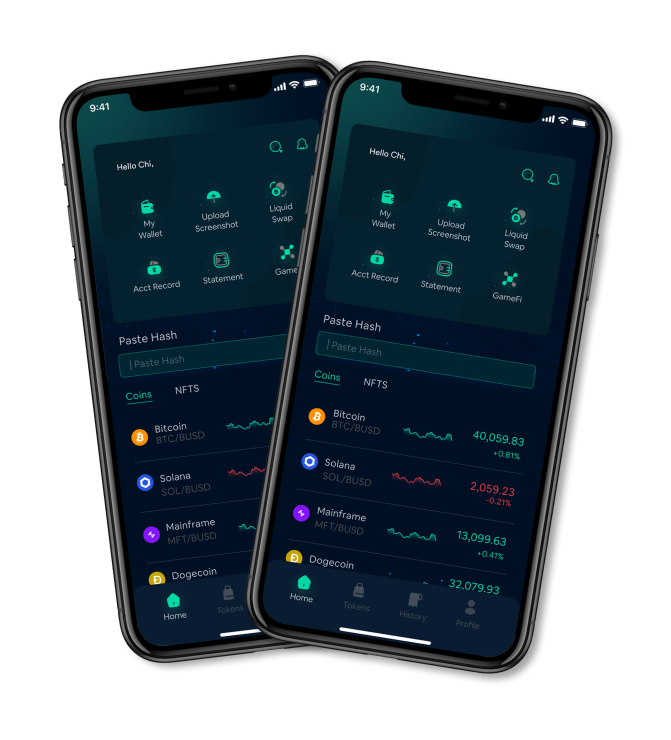 9:41
Hello Chi,
My
Wallet
Upload
Screenshot
Liquid
Swap
Acct Record
Statement
Game
Paste Hash
Paste Hash
Coins
NFTS
Bitcoin
BTC/BUSD
Solana
SOL/BUSD
Mainframe
MFT/BUSD
Dogecoin
Home
Tokens
9:41
Hello Chi,
My
Wallet
Upload
Screenshot
Liquid
Swap
Acct Record
Statement
GameFi
Paste Hash
Paste Hash
Coins
NFTS
Bitcoin
BTC/BUSD
40,059.83
+0.81%
Solana
SOL/BUSD
2,059.23
-0.21%
Mainframe
MFT/BUSD
13,099.63
+0.41%
Dogecoin
32,079.93
Home
Tokens
History
Profile